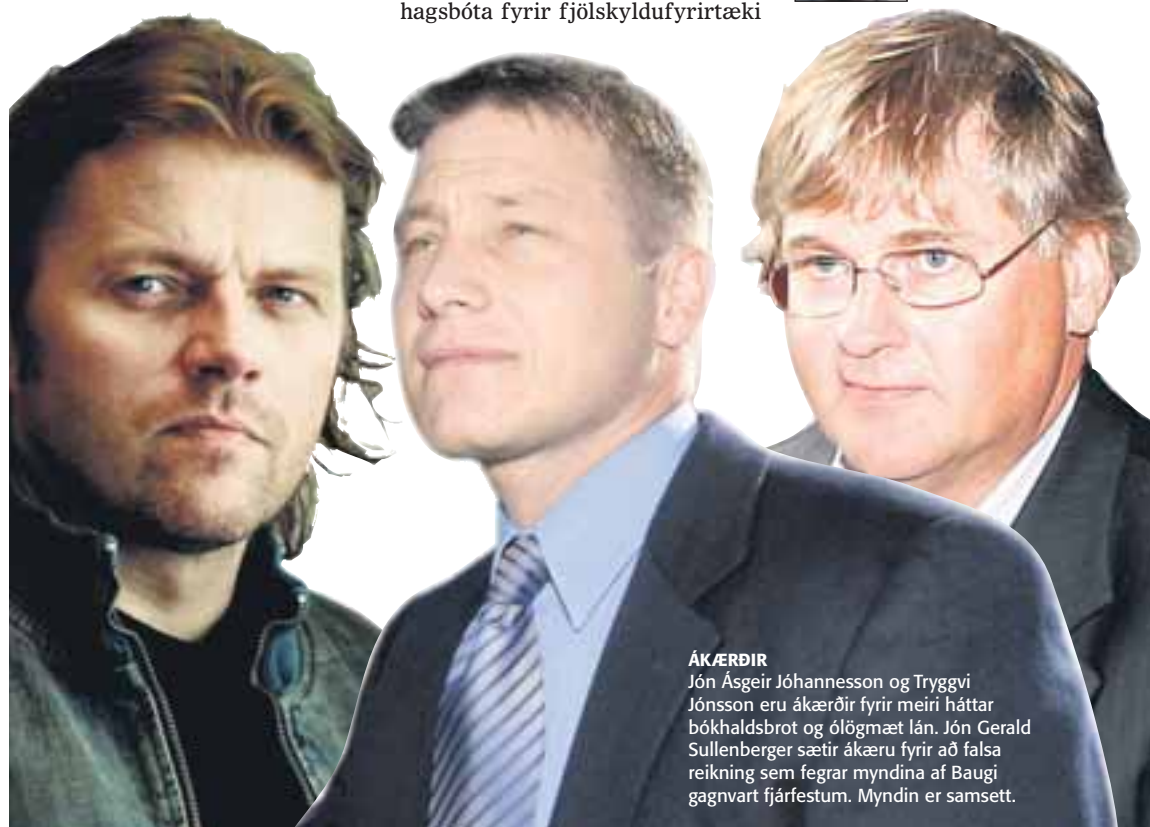 hagsbóta fyrir fjölskyldufyrirtæki
ÁKÆRÐIR
Jón Ásgeir Jóhannesson og Tryggvi
Jónsson eru ákærðir fyrir meiri háttar
bókhaldsbrot og ólögmæt lán. Jón Gerald
Sullenberger sætir ákæru fyrir að falsa
reikning sem fegrar myndina af Baugi
gagnvart fjárfestum. Myndin er samsett.